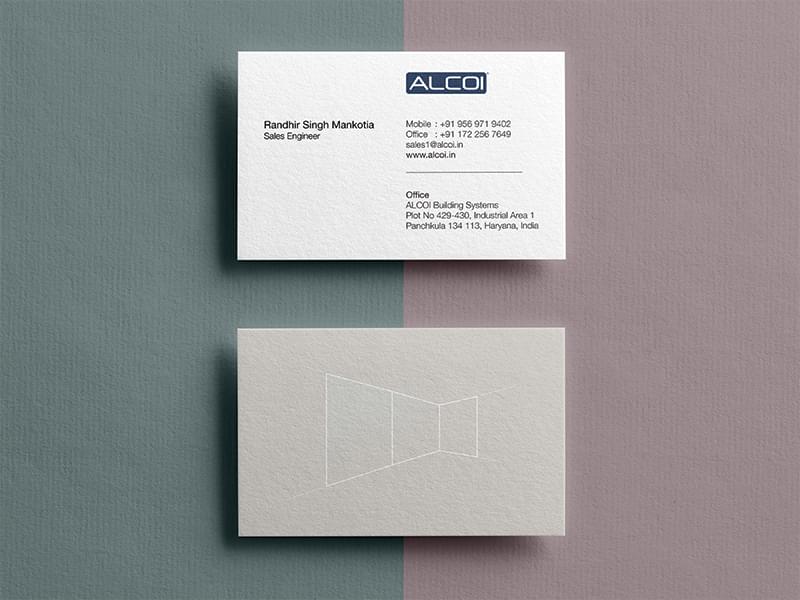 ALCOI
Randhir Singh Mankotia
Sales Engineer
Mobile : +91 956 971 9402
Office : +91 172 256 7649
sales1@alcoi.in
www.alcoi.in
Office
ALCOI Building Systems
Plot No 429-430, Industrial Area 1
Panchkula 134 113, Haryana, India